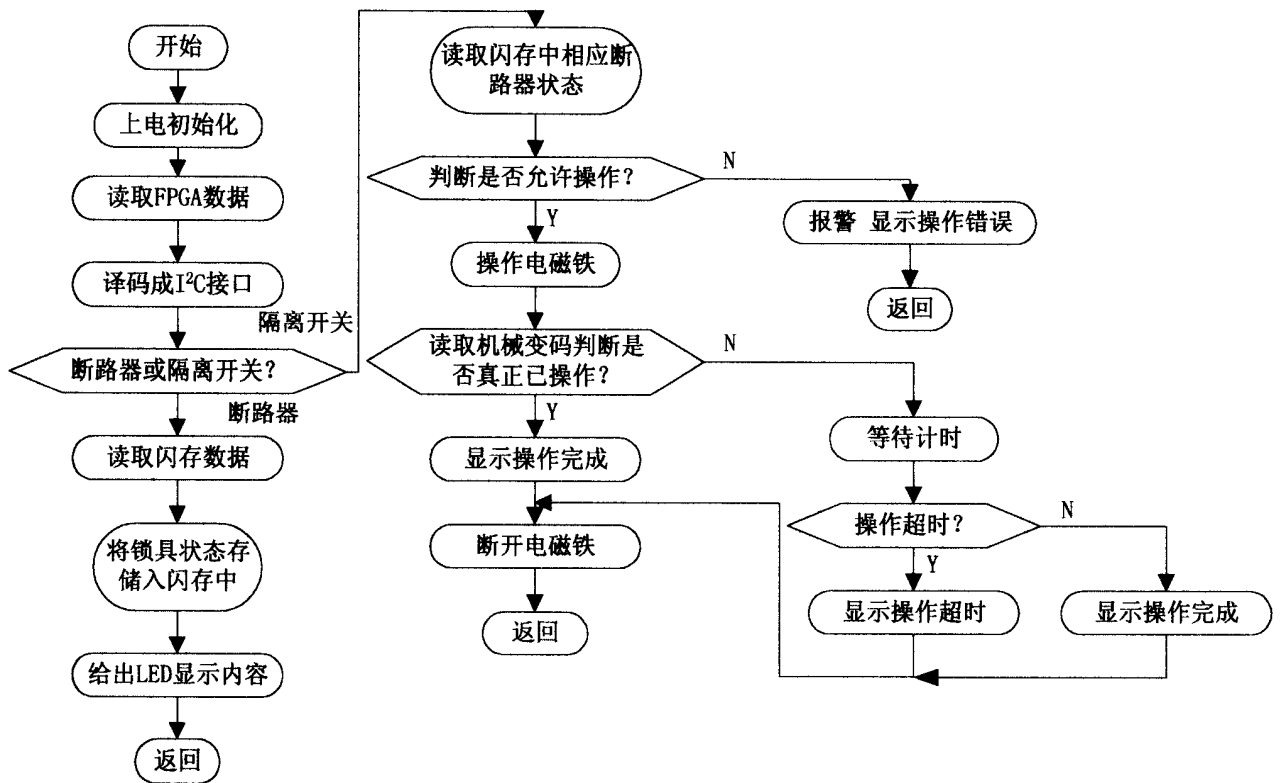 开始
上电初始化
读取FPGA数据
译码成I²C接口
隔离开关
断路器或隔离开关？
断路器
读取闪存数据
将锁具状态存
储入闪存中
给出LED显示内容
返回
读取闪存中相应断
路器状态
判断是否允许操作？
N
报警 显示操作错误
返回
Y
操作电磁铁
读取机械变码判断是
否真正已操作？
N
Y
显示操作完成
断开电磁铁
返回
等待计时
操作超时？
N
Y
显示操作超时
显示操作完成